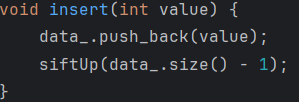 void insert(int value) {
    data_.push_back(value);
    siftUp(data_.size() - 1);
}